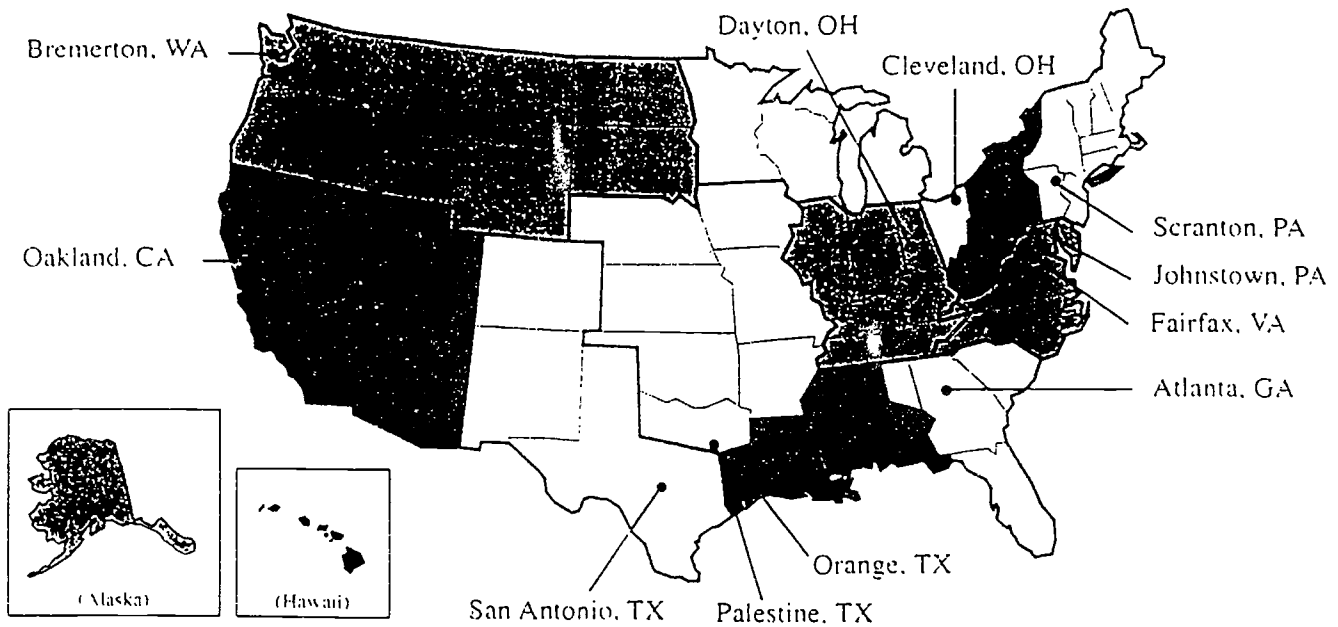 Dayton, OH
Bremerton, WA
Cleveland, OH
Scranton, PA
Oakland, CA
Johnstown, PA
Fairfax, VA
Atlanta, GA
Orange, TX
(Alaska)
(Hawaii)
San Antonio, TX
Palestine, TX